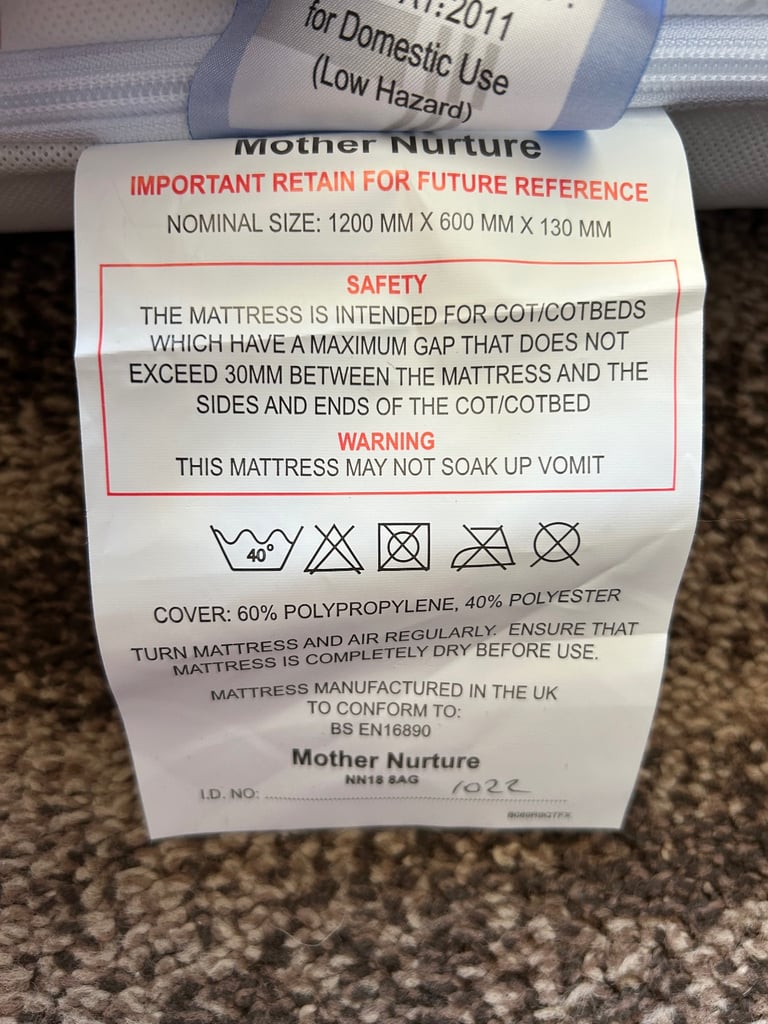 :2011
for Domestic Use
(Low Hazard)
Mother Nurture
IMPORTANT RETAIN FOR FUTURE REFERENCE
NOMINAL SIZE: 1200 MM X 600 MM X 130 MM
SAFETY
THE MATTRESS IS INTENDED FOR COT/COTBEDS
WHICH HAVE A MAXIMUM GAP THAT DOES NOT
EXCEED 30MM BETWEEN THE MATTRESS AND THE
SIDES AND ENDS OF THE COT/COTBED
WARNING
THIS MATTRESS MAY NOT SOAK UP VOMIT
40°
COVER: 60% POLYPROPYLENE, 40% POLYESTER
TURN MATTRESS AND AIR REGULARLY. ENSURE THAT
MATTRESS IS COMPLETELY DRY BEFORE USE.
MATTRESS MANUFACTURED IN THE UK
TO CONFORM TO:
BS EN16890
Mother Nurture
NN18 8AG
I.D. NO: 1022